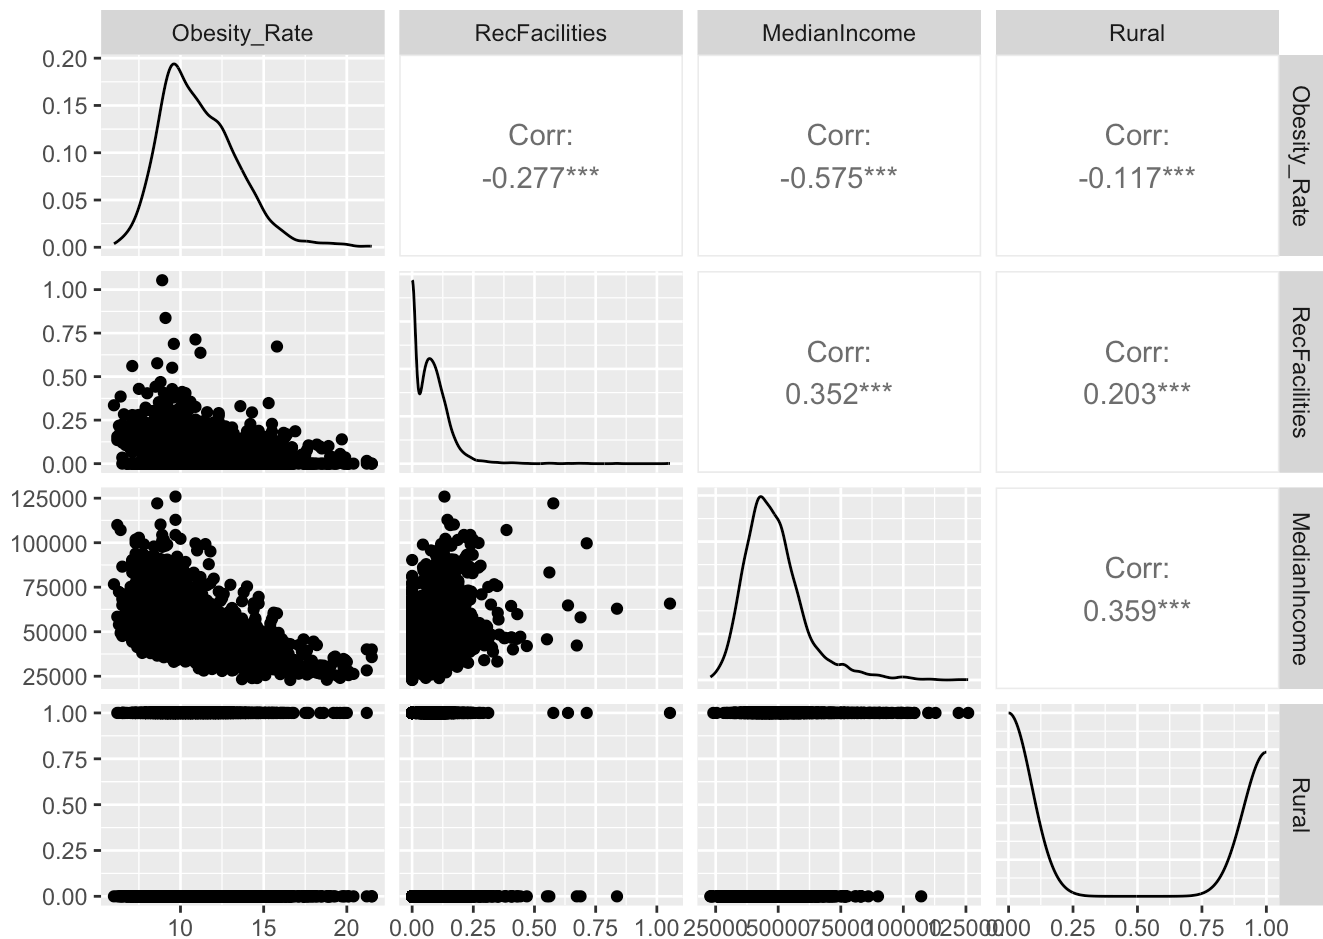 Obesity_Rate
RecFacilities
MedianIncome
Rural
0.20
0.15
0.10
0.05
0.00
Corr:
-0.277***
Corr:
-0.575***
Corr:
-0.117***
Obesity_Rate
1.00
0.75
0.50
0.25
0.00
Corr:
0.352***
Corr:
0.203***
RecFacilities
125000
100000
75000
50000
25000
Corr:
0.359***
MedianIncome
1.00
0.75
0.50
0.25
0.00
Rural
10 15 20
0.00 0.25 0.50 0.75 1.00
25000 50000 75000 100000 125000
0.00 0.25 0.50 0.75 1.00